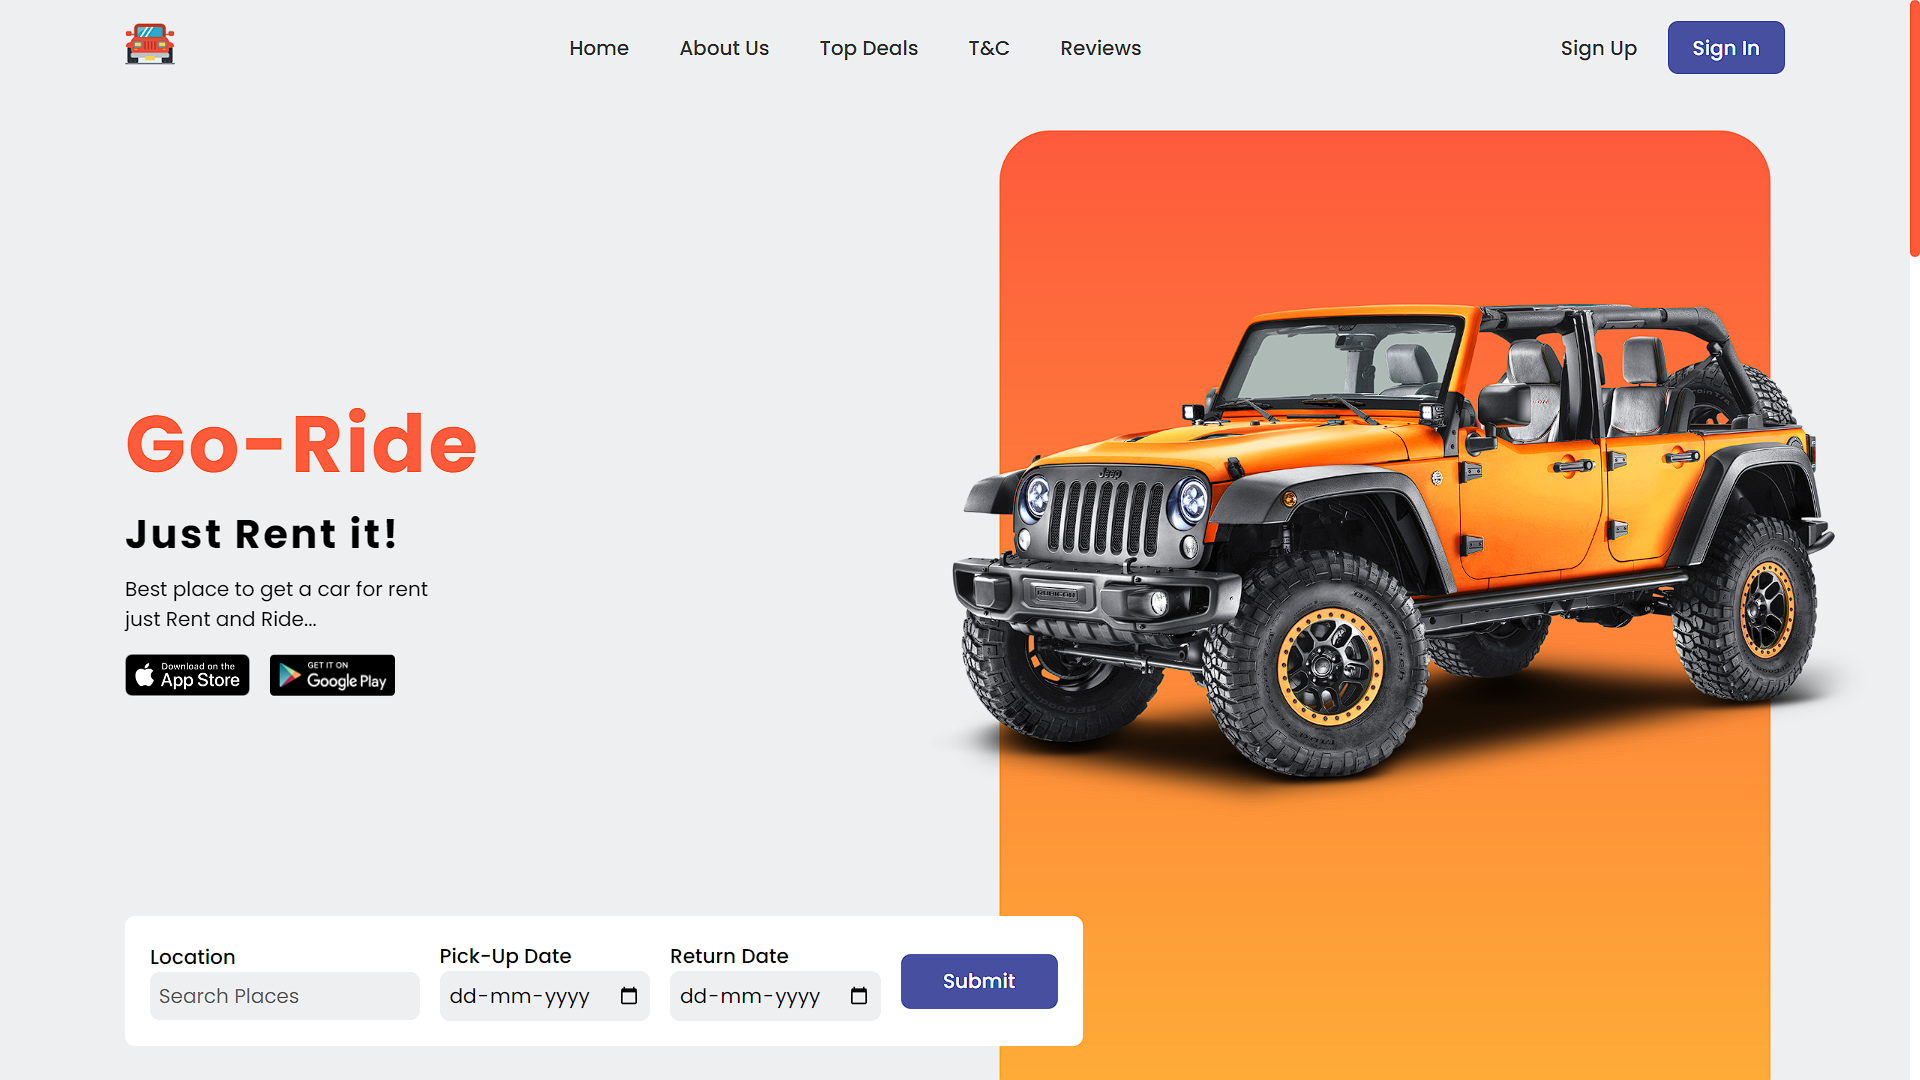 Home About Us Top Deals T&C Reviews Sign Up Sign In
Go-Ride
Just Rent it!
Best place to get a car for rent
just Rent and Ride...
Download on the
App Store
GET IT ON
Google Play
Jeep
RUBICON
Location Pick-Up Date Return Date
Search Places dd-mm-yyyy dd-mm-yyyy Submit